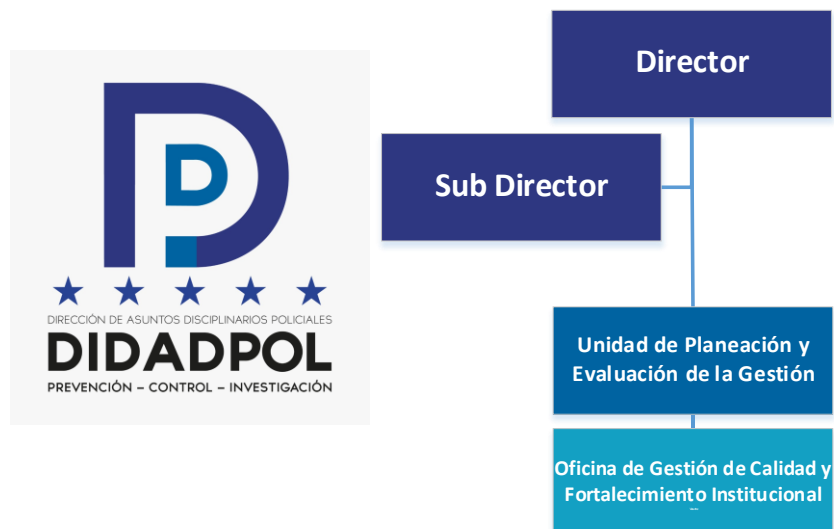 DIRECCIÓN DE ASUNTOS DISCIPLINARIOS POLICIALES
DIDADPOL
PREVENCIÓN – CONTROL – INVESTIGACIÓN
Director
Sub Director
Unidad de Planeación y
Evaluación de la Gestión
Oficina de Gestión de Calidad y
Fortalecimiento Institucional